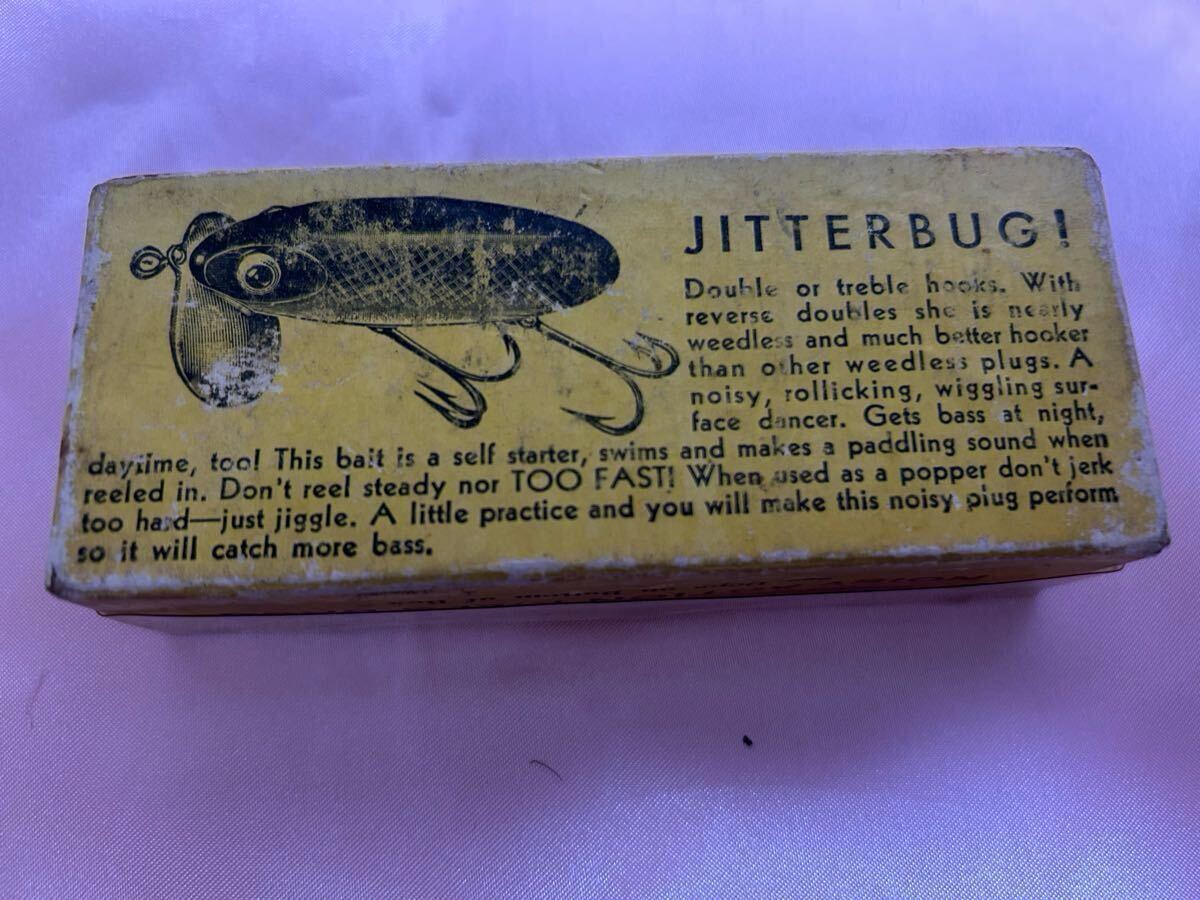 JITTERBUG!
Double or treble hooks. With
reverse doubles she is nearly
weedless and much better hooker
than other weedless plugs. A
noisy, rollicking, wiggling sur-
face dancer. Gets bass at night,
daytime, too! This bait is a self starter, swims and makes a paddling sound when
reeled in. Don't reel steady nor TOO FAST! When used as a popper don't jerk
too hard—just jiggle. A little practice and you will make this noisy plug perform
so it will catch more bass.